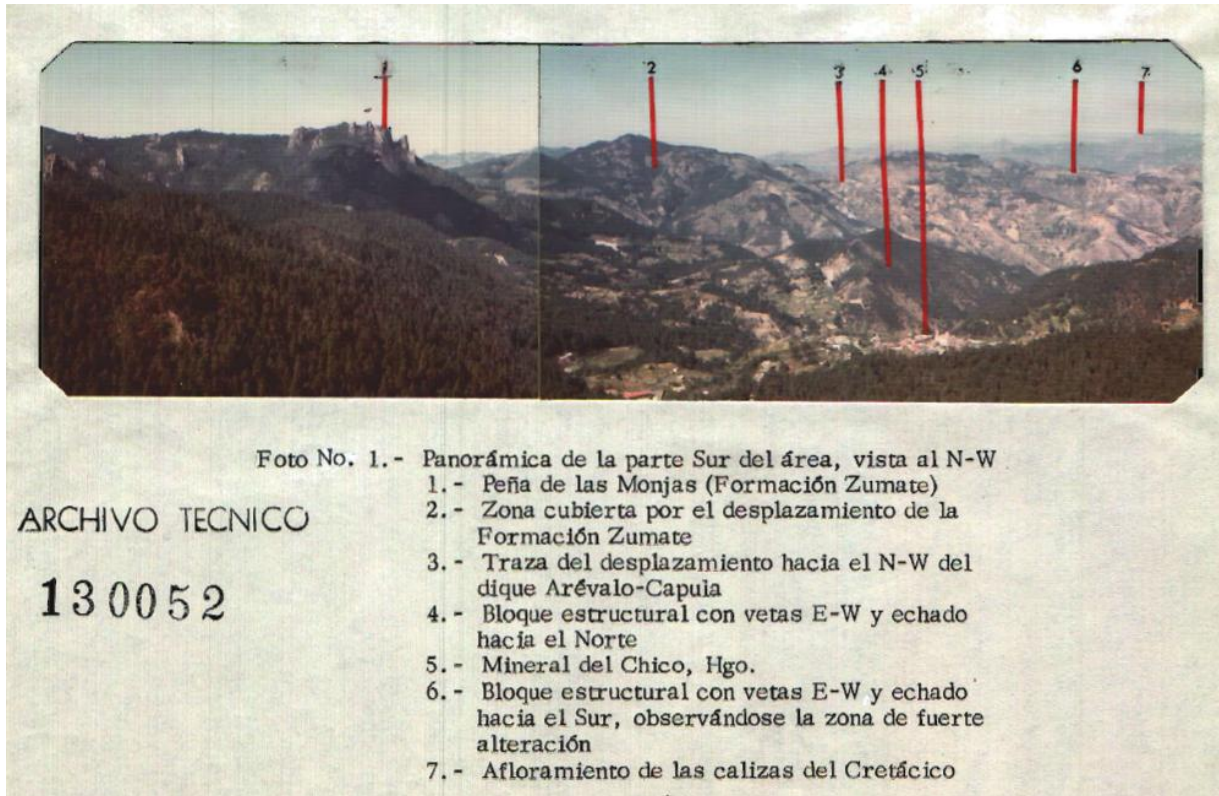 1 2 3 4 5 6 7
Foto No. 1.- Panorámica de la parte Sur del área, vista al N-W
1.- Peña de las Monjas (Formación Zumate)
2.- Zona cubierta por el desplazamiento de la
Formación Zumate
3.- Traza del desplazamiento hacia el N-W del
dique Arévalo-Capula
4.- Bloque estructural con vetas E-W y echado
hacia el Norte
5.- Mineral del Chico, Hgo.
6.- Bloque estructural con vetas E-W y echado
hacia el Sur, observándose la zona de fuerte
alteración
7.- Afloramiento de las calizas del Cretácico
ARCHIVO TECNICO
130052